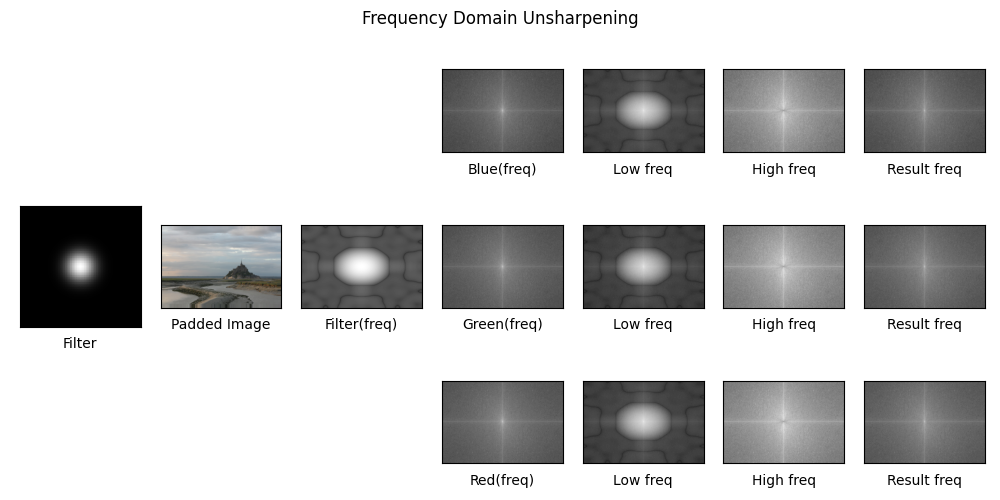 Frequency Domain Unsharpening
Blue(freq)
Low freq
High freq
Result freq
Filter
Padded Image
Filter(freq)
Green(freq)
Low freq
High freq
Result freq
Red(freq)
Low freq
High freq
Result freq